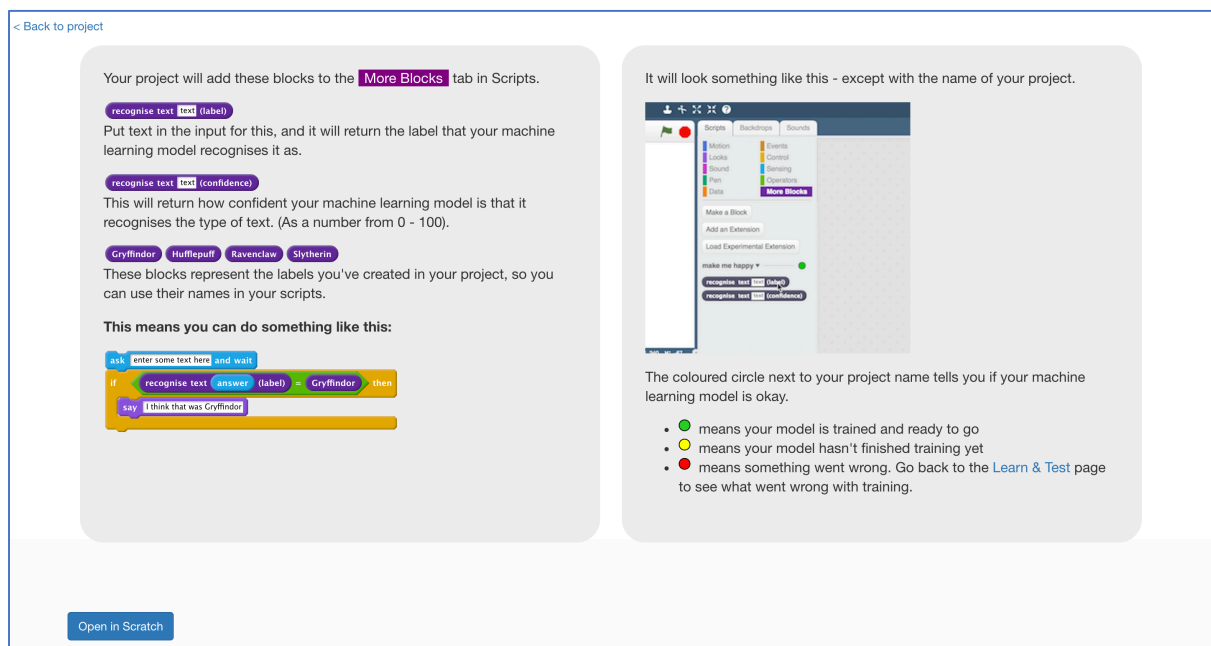 < Back to project
Your project will add these blocks to the More Blocks tab in Scripts.
recognise text text (label)
Put text in the input for this, and it will return the label that your machine
learning model recognises it as.
recognise text text (confidence)
This will return how confident your machine learning model is that it
recognises the type of text. (As a number from 0 - 100).
Gryffindor Hufflepuff Ravenclaw Slytherin
These blocks represent the labels you've created in your project, so you
can use their names in your scripts.
This means you can do something like this:
ask enter some text here and wait
if recognise text answer (label) = Gryffindor then
say I think that was Gryffindor
It will look something like this - except with the name of your project.
Scripts Backdrops Sounds
Motion Events
Looks Control
Sound Sensing
Pen Operators
Data More Blocks
Make a Block
Add an Extension
Load Experimental Extension
make me happy
recognise text text (label)
recognise text text (confidence)
The coloured circle next to your project name tells you if your machine
learning model is okay.
means your model is trained and ready to go
means your model hasn't finished training yet
means something went wrong. Go back to the Learn & Test page
to see what went wrong with training.
Open in Scratch